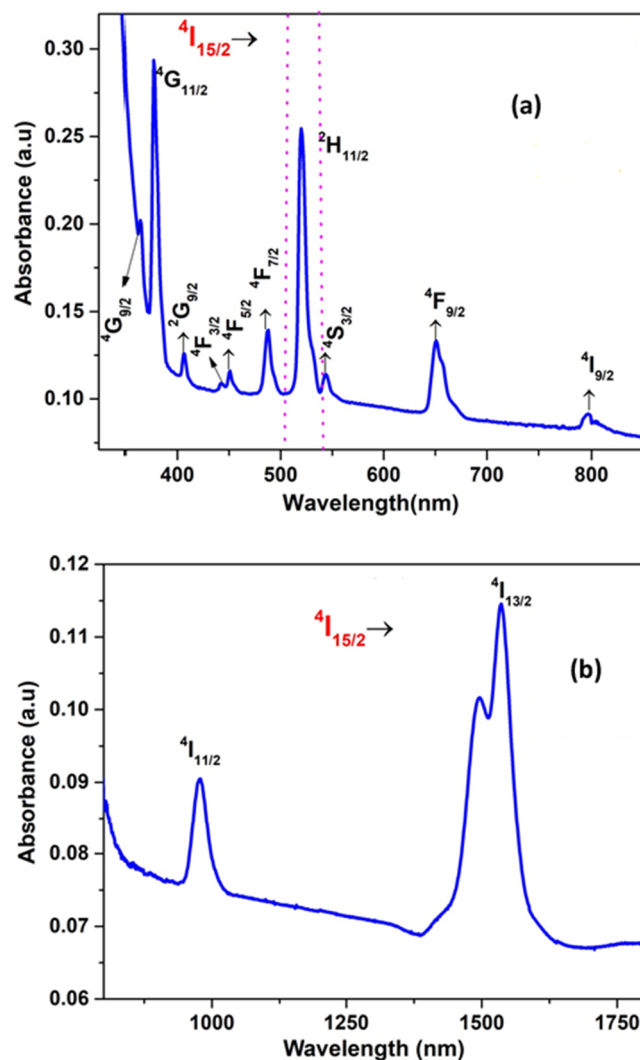 0.30
0.25
0.20
0.15
0.10
Absorbance (a.u)
⁴I₁₅/₂ →
(a)
⁴G₁₁/₂
²H₁₁/₂
⁴G₉/₂
²G₉/₂
⁴F₃/₂
⁴F₅/₂
⁴F₇/₂
⁴S₃/₂
⁴F₉/₂
⁴I₉/₂
400 500 600 700 800
Wavelength(nm)
0.12
0.11
0.10
0.09
0.08
0.07
0.06
Absorbance (a.u)
⁴I₁₅/₂→
⁴I₁₃/₂
(b)
⁴I₁₁/₂
1000 1250 1500 1750
Wavelength (nm)